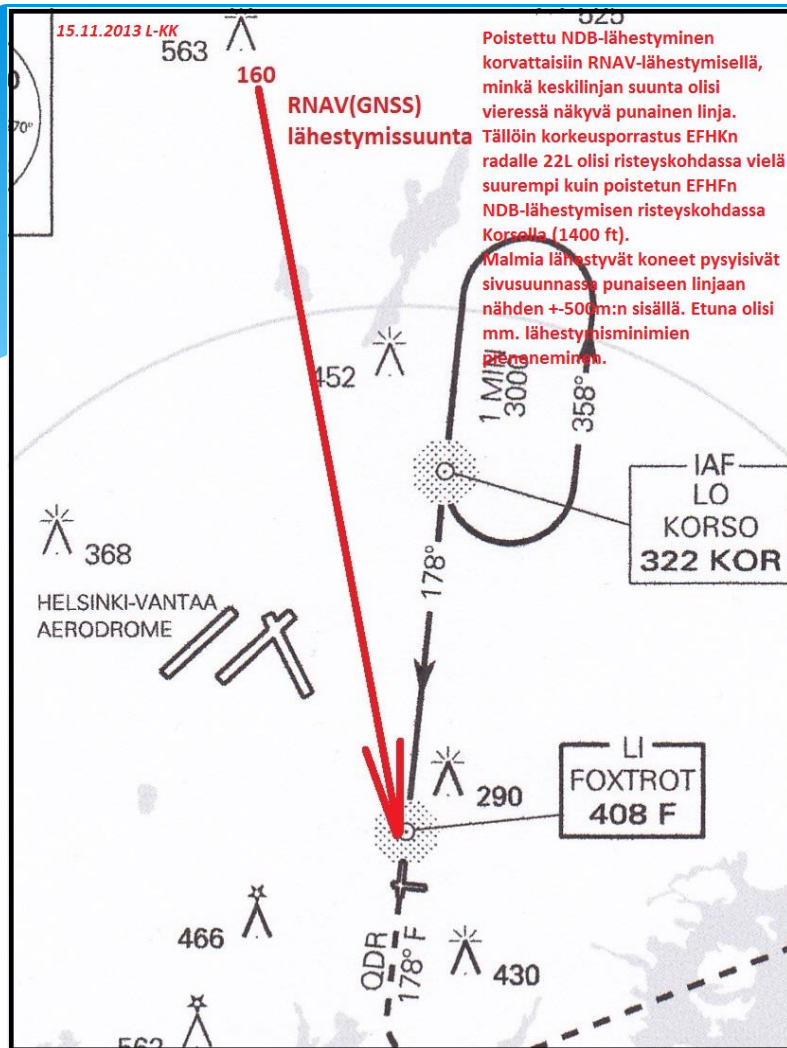 15.11.2013 L-KK
563
160
525
RNAV(GNSS)
lähestymissuunta
Poistettu NDB-lähestyminen
korvattaisiin RNAV-lähestymisellä,
minkä keskilinjan suunta olisi
vieressä näkyvä punainen linja.
Tällöin korkeusporrastus EFHKn
radalle 22L olisi risteyskohdassa vielä
suurempi kuin poistetun EFHFn
NDB-lähestymisen risteyskohdassa
Korsolla (1400 ft).
Malmia lähestyvät koneet pysyisivät
sivusuunnassa punaiseen linjaan
nähden +-500m:n sisällä. Etuna olisi
mm. lähestymisminimien
pieneneminen.
70°
452
1 MIN
3000
358°
IAF
LO
KORSO
322 KOR
368
178°
HELSINKI-VANTAA
AERODROME
LI
FOXTROT
408 F
290
466
QDR
178° F
430
562